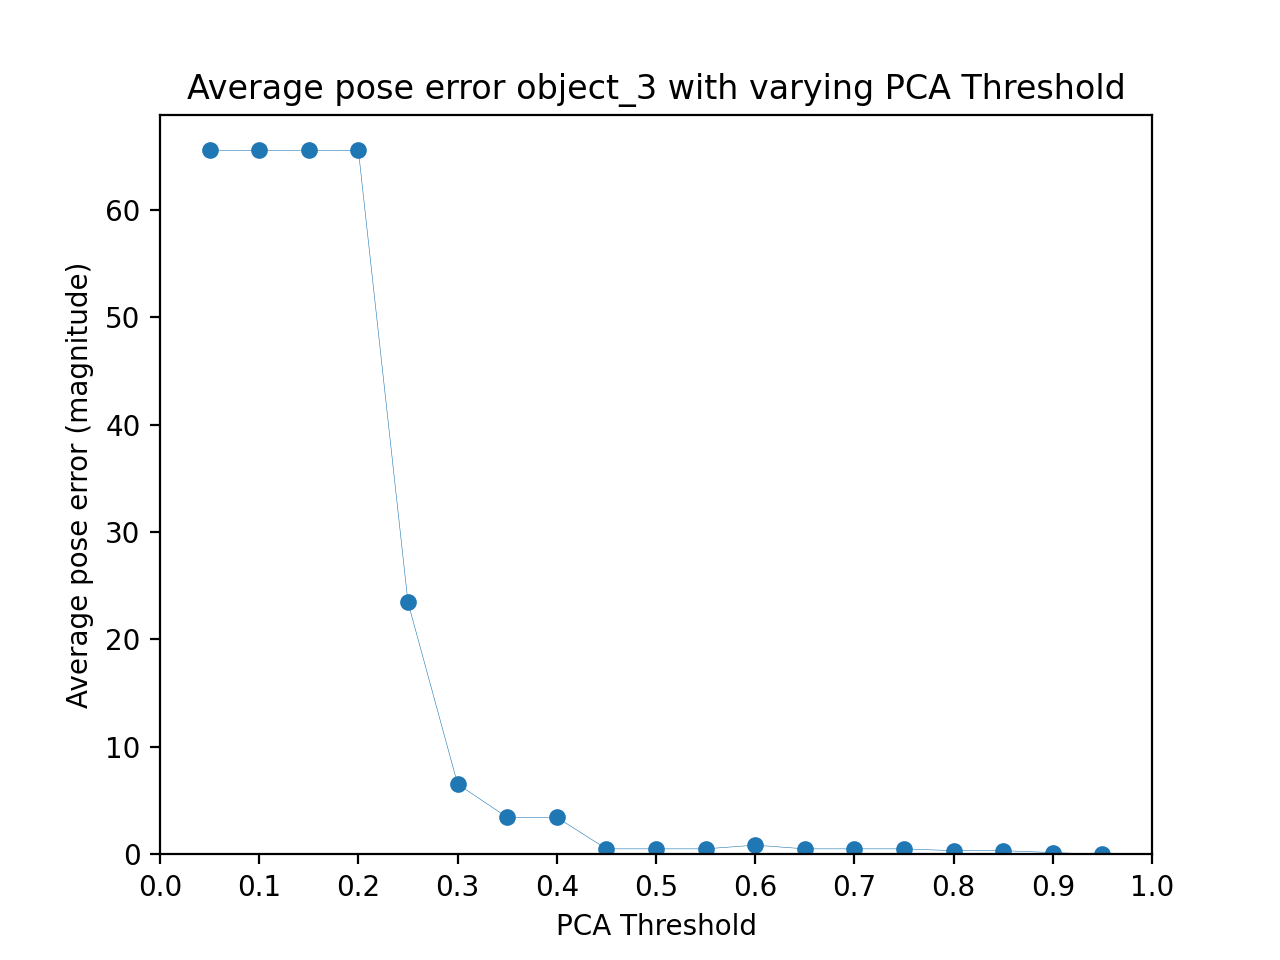 Average pose error object_3 with varying PCA Threshold
Average pose error (magnitude)
60
50
40
30
20
10
0
0.0 0.1 0.2 0.3 0.4 0.5 0.6 0.7 0.8 0.9 1.0
PCA Threshold